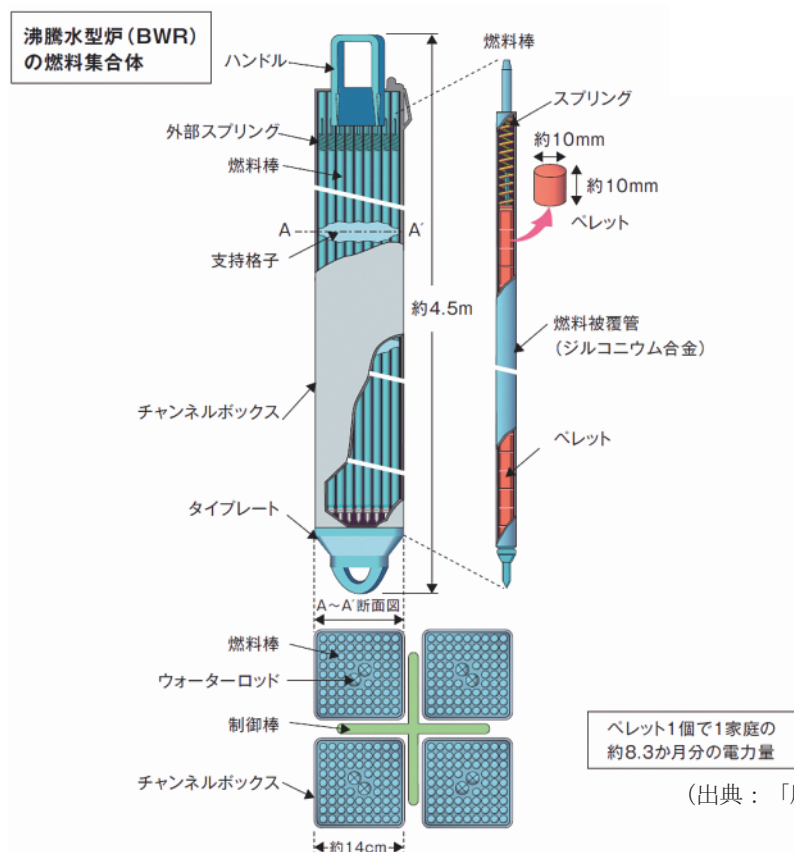 沸騰水型炉(BWR)
の燃料集合体
ハンドル
外部スプリング
燃料棒
A
A´
支持格子
約4.5m
チャンネルボックス
タイプレート
燃料棒
スプリング
約10mm
約10mm
ペレット
燃料被覆管
(ジルコニウム合金)
ペレット
A~A´断面図
燃料棒
ウォーターロッド
制御棒
チャンネルボックス
約14cm
ペレット1個で1家庭の
約8.3か月分の電力量
(出典:「